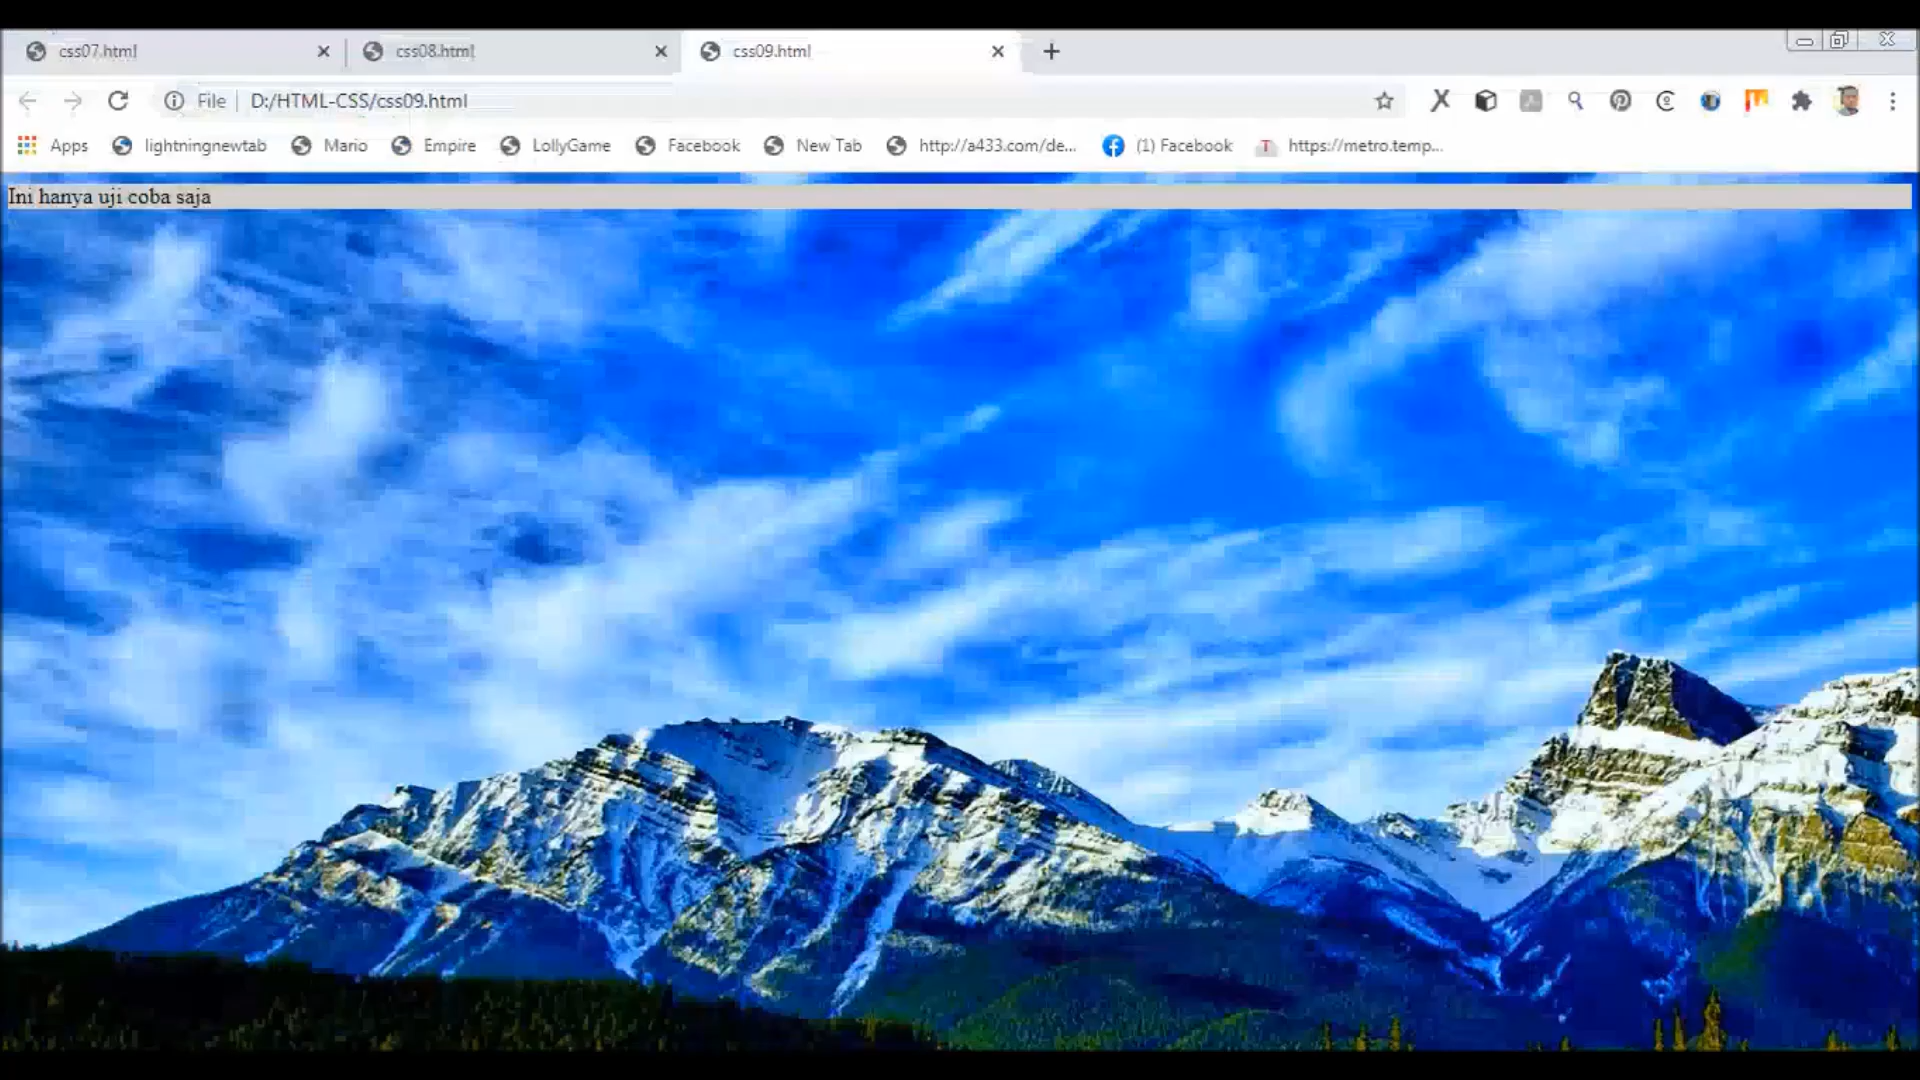 css07.html
css08.html
css09.html
File
D:/HTML-CSS/css09.html
Apps
lightningnewtab
Mario
Empire
LollyGame
Facebook
New Tab
http://a433.com/de...
(1) Facebook
T
https://metro.temp...
Ini hanya uji coba saja